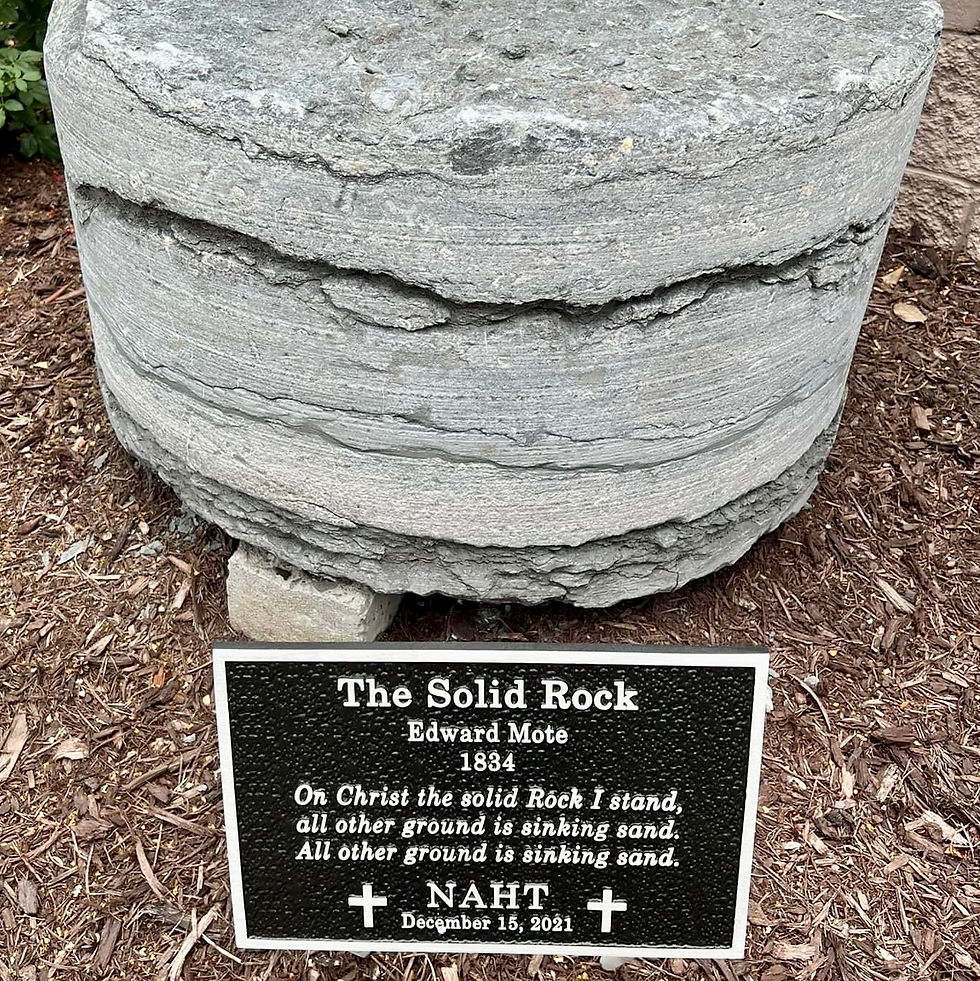 The Solid Rock
Edward Mote
1834
On Christ the solid Rock I stand,
all other ground is sinking sand.
All other ground is sinking sand.
NAHT
December 15, 2021